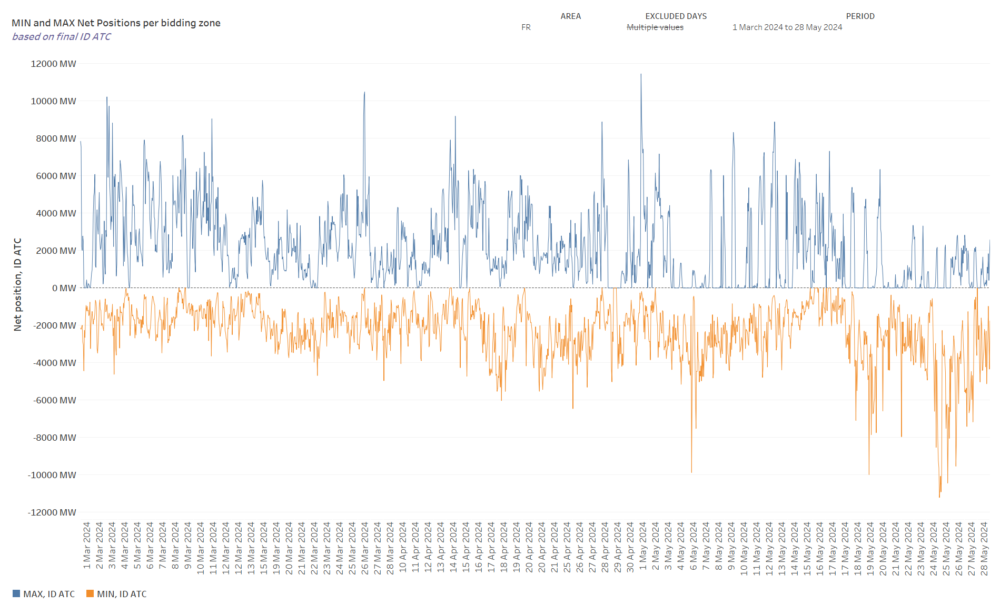 MIN and MAX Net Positions per bidding zone
based on final ID ATC
AREA
FR
EXCLUDED DAYS
Multiple values
PERIOD
1 March 2024 to 28 May 2024
Net position, ID ATC
12000 MW
10000 MW
8000 MW
6000 MW
4000 MW
2000 MW
0 MW
-2000 MW
-4000 MW
-6000 MW
-8000 MW
-10000 MW
-12000 MW
1 Mar 2024
2 Mar 2024
3 Mar 2024
4 Mar 2024
5 Mar 2024
6 Mar 2024
7 Mar 2024
8 Mar 2024
9 Mar 2024
10 Mar 2024
11 Mar 2024
12 Mar 2024
12 Mar 2024
13 Mar 2024
15 Mar 2024
19 Mar 2024
20 Mar 2024
21 Mar 2024
22 Mar 2024
23 Mar 2024
24 Mar 2024
25 Mar 2024
26 Mar 2024
27 Mar 2024
28 Mar 2024
10 Apr 2024
11 Apr 2024
12 Apr 2024
13 Apr 2024
14 Apr 2024
15 Apr 2024
16 Apr 2024
17 Apr 2024
18 Apr 2024
19 Apr 2024
20 Apr 2024
20 Apr 2024
21 Apr 2024
25 Apr 2024
26 Apr 2024
27 Apr 2024
28 Apr 2024
29 Apr 2024
30 Apr 2024
1 May 2024
2 May 2024
3 May 2024
4 May 2024
6 May 2024
7 May 2024
8 May 2024
9 May 2024
10 May 2024
11 May 2024
12 May 2024
13 May 2024
14 May 2024
15 May 2024
16 May 2024
17 May 2024
17 May 2024
18 May 2024
19 May 2024
20 May 2024
21 May 2024
22 May 2024
23 May 2024
24 May 2024
25 May 2024
26 May 2024
27 May 2024
28 May 2024
MAX, ID ATC
MIN, ID ATC